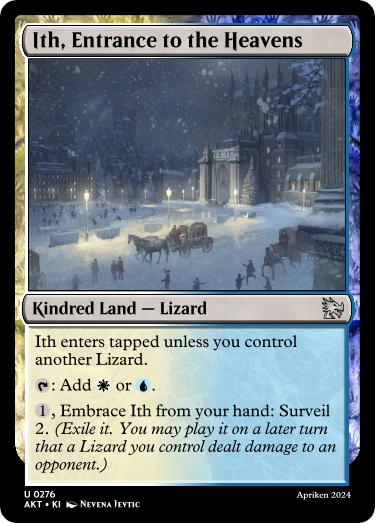 Ith, Entrance to the Heavens
Kindred Land — Lizard
Ith enters tapped unless you control
another Lizard.
: Add or .
1, Embrace Ith from your hand: Surveil
2. (Exile it. You may play it on a later turn
that a Lizard you control dealt damage to an
opponent.)
U 0276
AKT • KI Nevena Jevtic
Apriken 2024